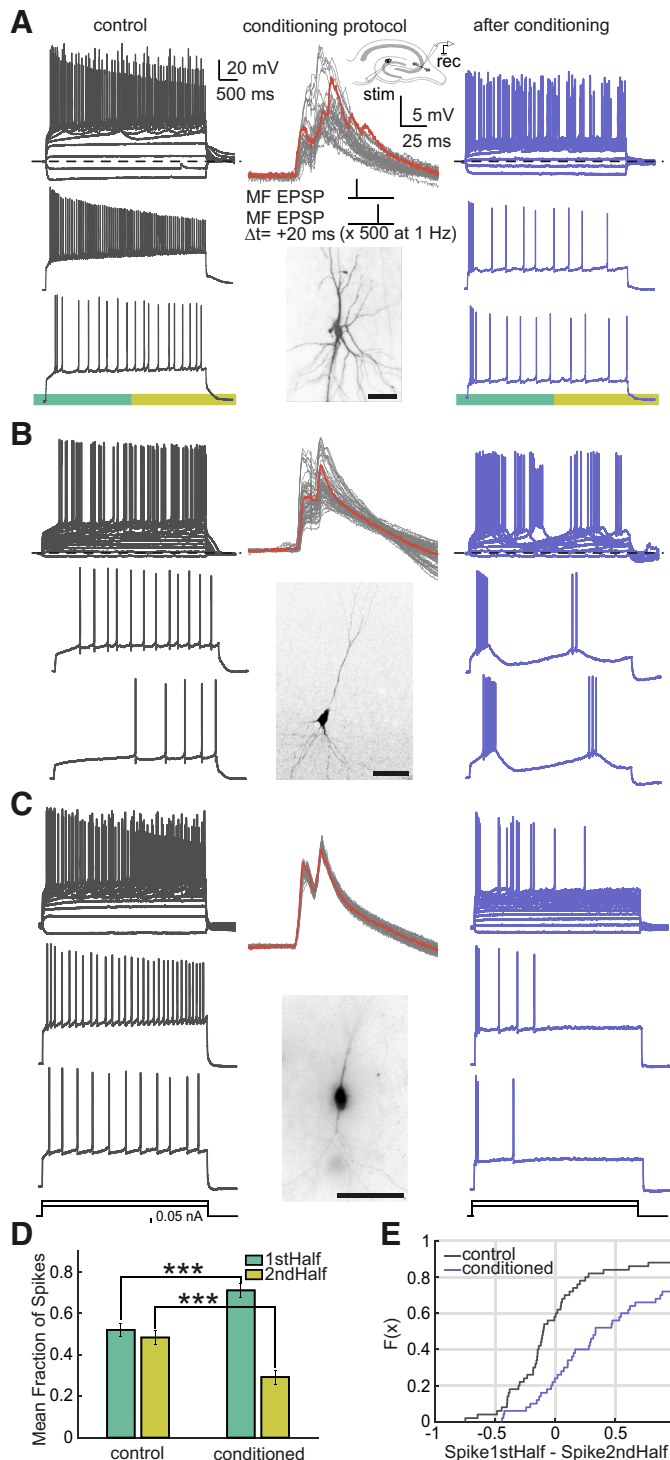 A
control
conditioning protocol
after conditioning
20 mV
500 ms
rec
stim
5 mV
25 ms
MF EPSP
MF EPSP
Δt= +20 ms (x 500 at 1 Hz)
B
C
0.05 nA
D
1stHalf
2ndHalf
***
***
Mean Fraction of Spikes
0.8
0.6
0.4
0.2
0
control
conditioned
E
control
conditioned
F(x)
1
0.8
0.6
0.4
0.2
0
-1
-0.5
0
0.5
Spike1stHalf - Spike2ndHalf